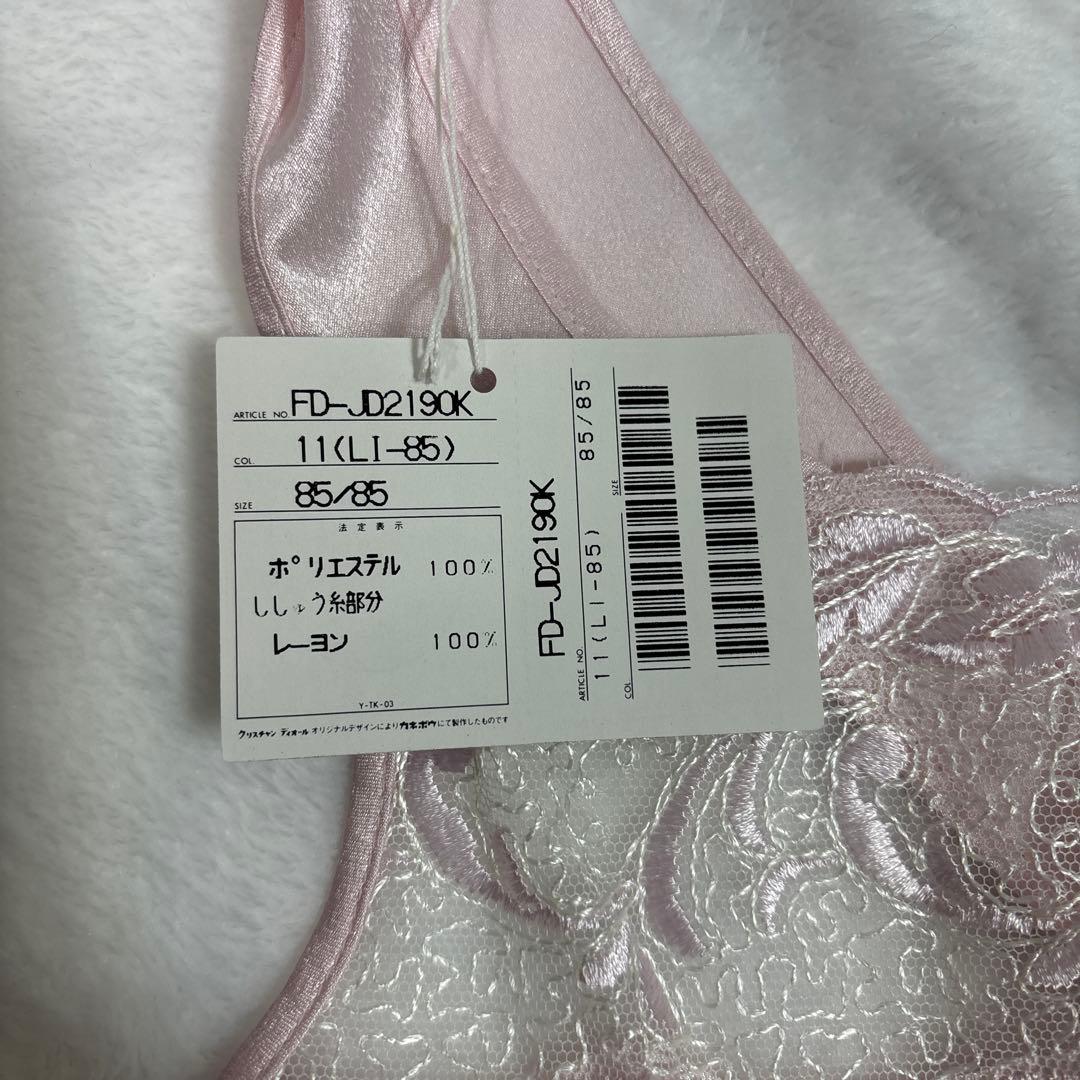 ARTICLE NO. FD-JD2190K
COL. 11(LI-85)
SIZE 85/85
法定表示
ポリエステル 100%
ししゅう糸部分
レーヨン 100%
Y-TK-03
クリスチャン ディオール オリジナルデザインによりカネボウにて製作したものです
ARTICLE NO. FD-JD2190K
COL. 11(LI-85)
SIZE 85/85